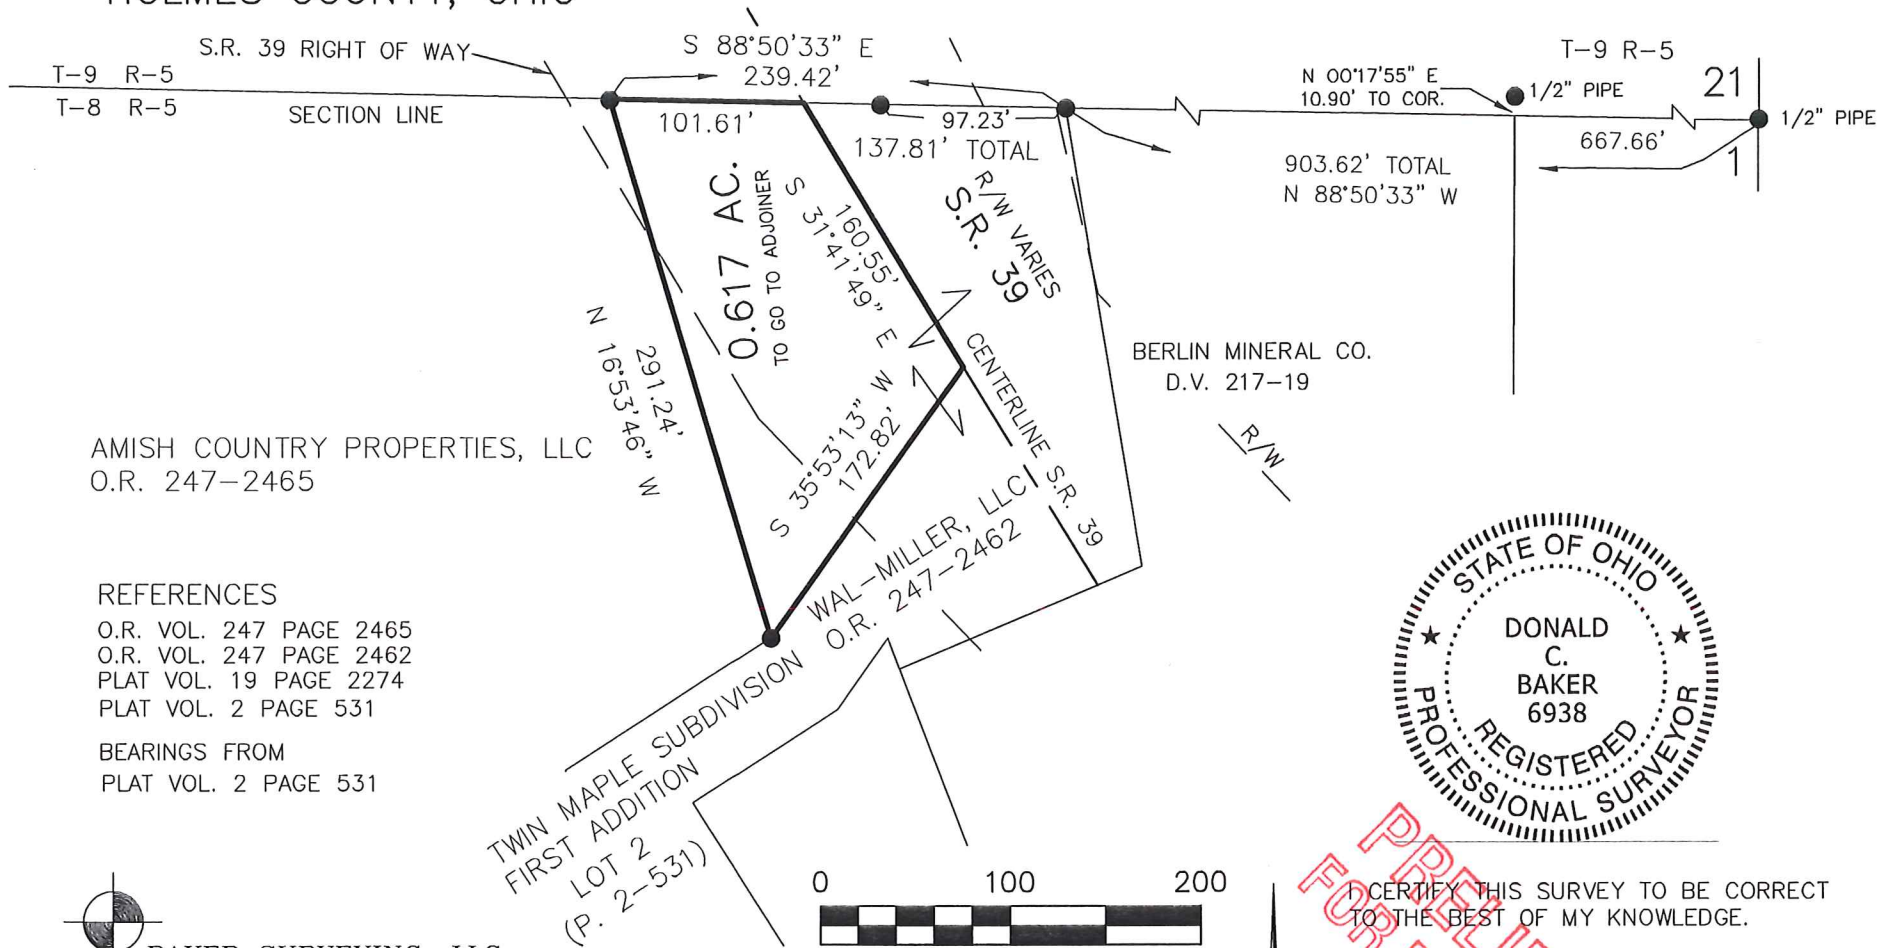 HOLMES COUNTY, OHIO
S.R. 39 RIGHT OF WAY
S 88°50'33" E
239.42'
T-9 R-5
T-8 R-5
SECTION LINE
101.61'
97.23'
137.81' TOTAL
N 00°17'55" E
10.90' TO COR.
T-9 R-5
21
1/2" PIPE
1/2" PIPE
667.66'
1
903.62' TOTAL
N 88°50'33" W
0.617 AC.
TO GO TO ADJOINER
160.55'
S 31°41'49" E
R/W VARIES
S.R. 39
291.24'
N 16°53'46" W
S 35°53'13" W
172.82'
CENTERLINE S.R. 39
BERLIN MINERAL CO.
D.V. 217-19
R/W
AMISH COUNTRY PROPERTIES, LLC
O.R. 247-2465
WAL-MILLER, LLC
O.R. 247-2462
REFERENCES
O.R. VOL. 247 PAGE 2465
O.R. VOL. 247 PAGE 2462
PLAT VOL. 19 PAGE 2274
PLAT VOL. 2 PAGE 531
BEARINGS FROM
PLAT VOL. 2 PAGE 531
TWIN MAPLE SUBDIVISION
FIRST ADDITION
LOT 2
(P. 2-531)
STATE OF OHIO
DONALD
C.
BAKER
6938
REGISTERED
PROFESSIONAL SURVEYOR
0 100 200
I CERTIFY THIS SURVEY TO BE CORRECT
TO THE BEST OF MY KNOWLEDGE.
BAKER SURVEYING, LLC